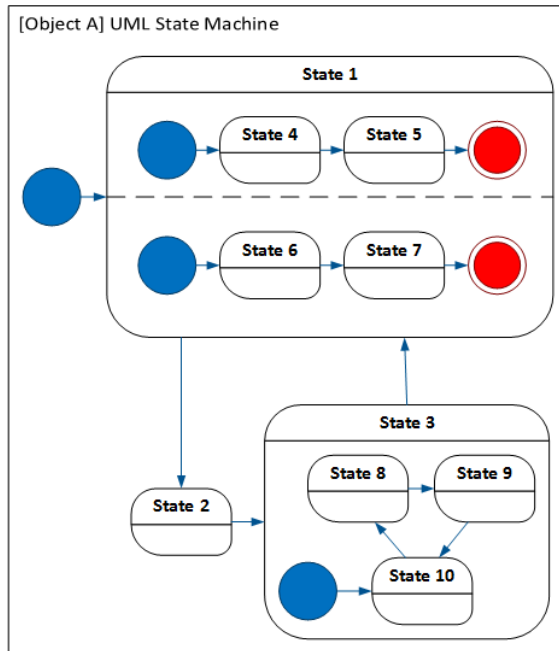 [Object A] UML State Machine
State 1
State 4
State 5
State 6
State 7
State 3
State 8
State 9
State 2
State 10